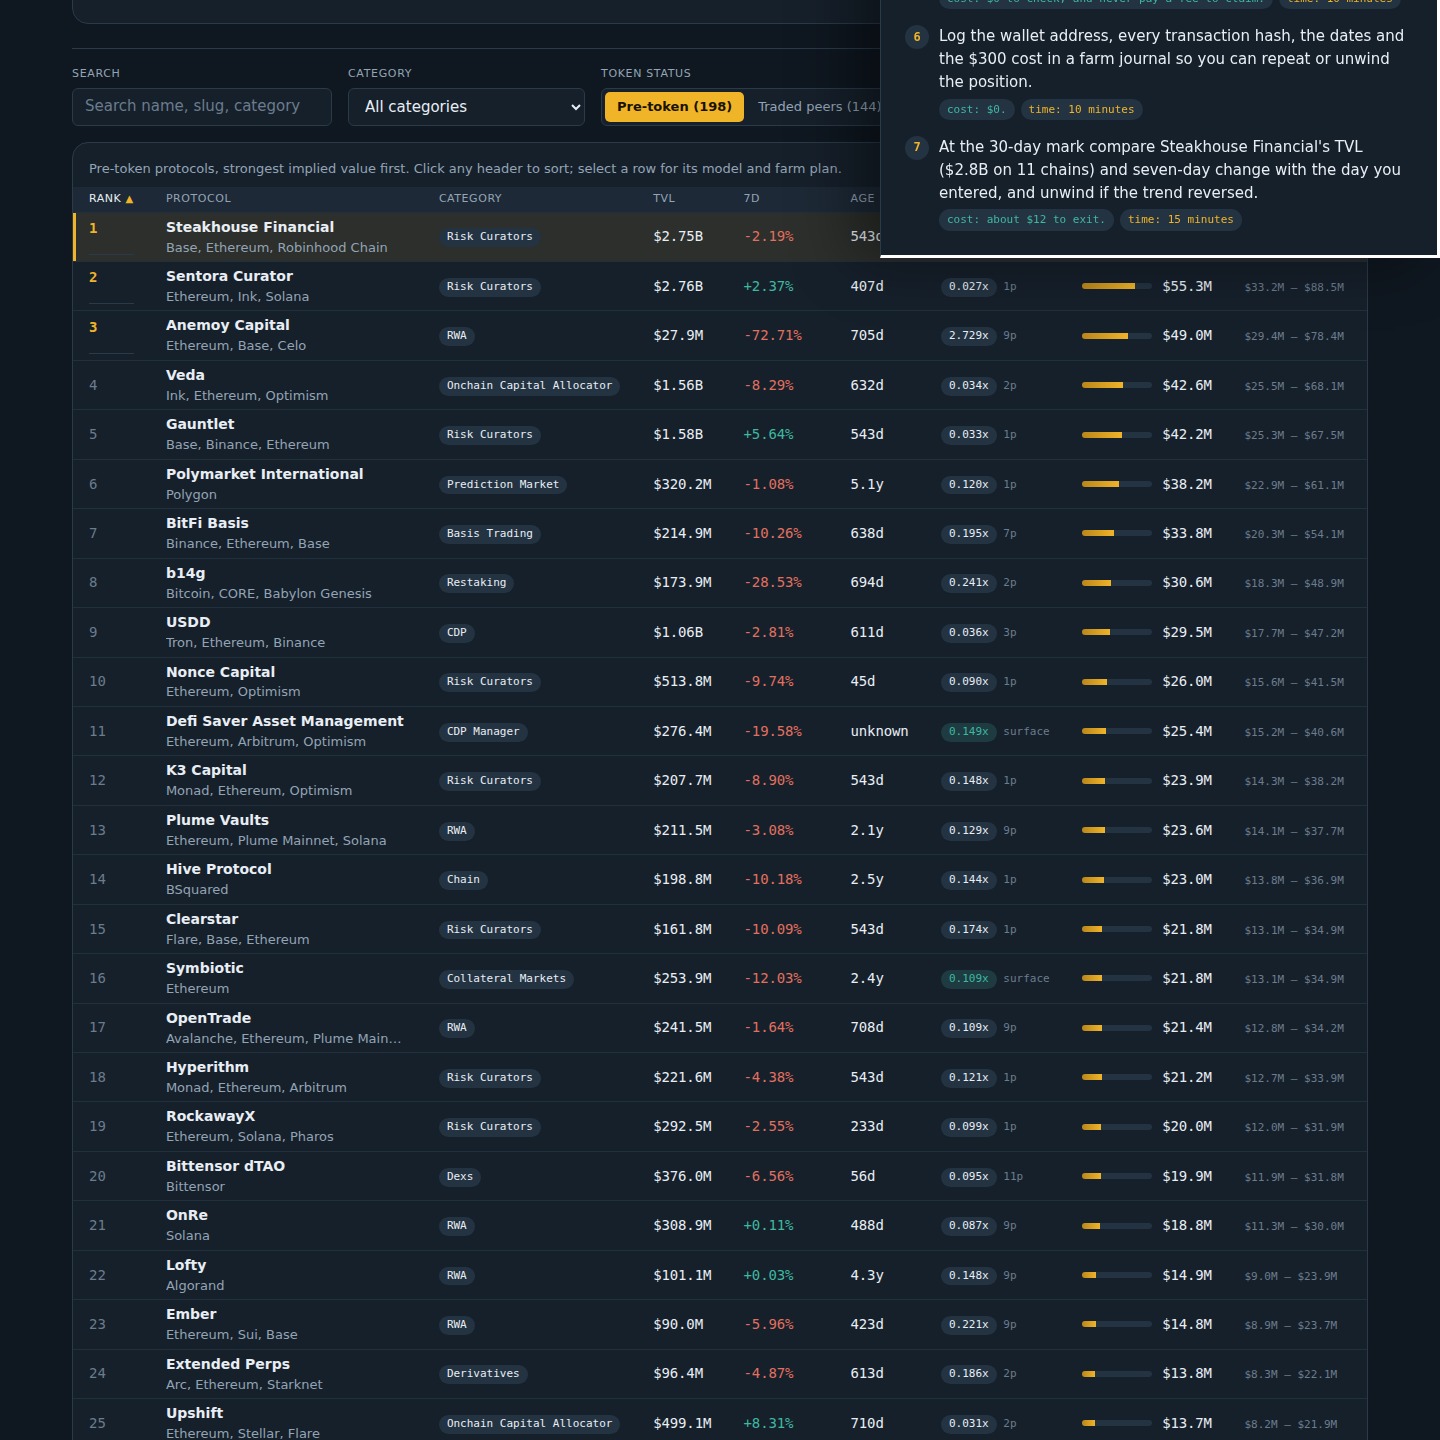 6
Log the wallet address, every transaction hash, the dates and
the $300 cost in a farm journal so you can repeat or unwind
the position.
cost: $0. time: 10 minutes
7
At the 30-day mark compare Steakhouse Financial's TVL
($2.8B on 11 chains) and seven-day change with the day you
entered, and unwind if the trend reversed.
cost: about $12 to exit. time: 15 minutes
SEARCH CATEGORY TOKEN STATUS
Search name, slug, category All categories Pre-token (198) Traded peers (144)
Pre-token protocols, strongest implied value first. Click any header to sort; select a row for its model and farm plan.
RANK ▲ PROTOCOL CATEGORY TVL 7D AGE
1 Steakhouse Financial Risk Curators $2.75B -2.19% 543d
Base, Ethereum, Robinhood Chain
2 Sentora Curator Risk Curators $2.76B +2.37% 407d 0.027x 1p $55.3M $33.2M – $88.5M
Ethereum, Ink, Solana
3 Anemoy Capital RWA $27.9M -72.71% 705d 2.729x 9p $49.0M $29.4M – $78.4M
Ethereum, Base, Celo
4 Veda Onchain Capital Allocator $1.56B -8.29% 632d 0.034x 2p $42.6M $25.5M – $68.1M
Ink, Ethereum, Optimism
5 Gauntlet Risk Curators $1.58B +5.64% 543d 0.033x 1p $42.2M $25.3M – $67.5M
Base, Binance, Ethereum
6 Polymarket International Prediction Market $320.2M -1.08% 5.1y 0.120x 1p $38.2M $22.9M – $61.1M
Polygon
7 BitFi Basis Basis Trading $214.9M -10.26% 638d 0.195x 7p $33.8M $20.3M – $54.1M
Binance, Ethereum, Base
8 b14g Restaking $173.9M -28.53% 694d 0.241x 2p $30.6M $18.3M – $48.9M
Bitcoin, CORE, Babylon Genesis
9 USDD CDP $1.06B -2.81% 611d 0.036x 3p $29.5M $17.7M – $47.2M
Tron, Ethereum, Binance
10 Nonce Capital Risk Curators $513.8M -9.74% 45d 0.090x 1p $26.0M $15.6M – $41.5M
Ethereum, Optimism
11 Defi Saver Asset Management CDP Manager $276.4M -19.58% unknown 0.149x surface $25.4M $15.2M – $40.6M
Ethereum, Arbitrum, Optimism
12 K3 Capital Risk Curators $207.7M -8.90% 543d 0.148x 1p $23.9M $14.3M – $38.2M
Monad, Ethereum, Optimism
13 Plume Vaults RWA $211.5M -3.08% 2.1y 0.129x 9p $23.6M $14.1M – $37.7M
Ethereum, Plume Mainnet, Solana
14 Hive Protocol Chain $198.8M -10.18% 2.5y 0.144x 1p $23.0M $13.8M – $36.9M
BSquared
15 Clearstar Risk Curators $161.8M -10.09% 543d 0.174x 1p $21.8M $13.1M – $34.9M
Flare, Base, Ethereum
16 Symbiotic Collateral Markets $253.9M -12.03% 2.4y 0.109x surface $21.8M $13.1M – $34.9M
Ethereum
17 OpenTrade RWA $241.5M -1.64% 708d 0.109x 9p $21.4M $12.8M – $34.2M
Avalanche, Ethereum, Plume Main…
18 Hyperithm Risk Curators $221.6M -4.38% 543d 0.121x 1p $21.2M $12.7M – $33.9M
Monad, Ethereum, Arbitrum
19 RockawayX Risk Curators $292.5M -2.55% 233d 0.099x 1p $20.0M $12.0M – $31.9M
Ethereum, Solana, Pharos
20 Bittensor dTAO Dexs $376.0M -6.56% 56d 0.095x 11p $19.9M $11.9M – $31.8M
Bittensor
21 OnRe RWA $308.9M +0.11% 488d 0.087x 9p $18.8M $11.3M – $30.0M
Solana
22 Lofty RWA $101.1M +0.03% 4.3y 0.148x 9p $14.9M $9.0M – $23.9M
Algorand
23 Ember RWA $90.0M -5.96% 423d 0.221x 9p $14.8M $8.9M – $23.7M
Ethereum, Sui, Base
24 Extended Perps Derivatives $96.4M -4.87% 613d 0.186x 2p $13.8M $8.3M – $22.1M
Arc, Ethereum, Starknet
25 Upshift Onchain Capital Allocator $499.1M +8.31% 710d 0.031x 2p $13.7M $8.2M – $21.9M
Ethereum, Stellar, Flare